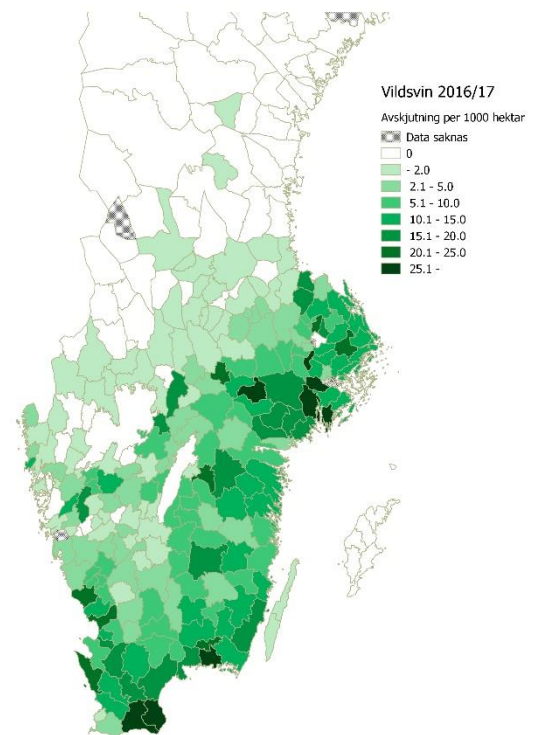 Vildsvin 2016/17
Avskjutning per 1000 hektar
Data saknas
0
- 2.0
2.1 - 5.0
5.1 - 10.0
10.1 - 15.0
15.1 - 20.0
20.1 - 25.0
25.1 -